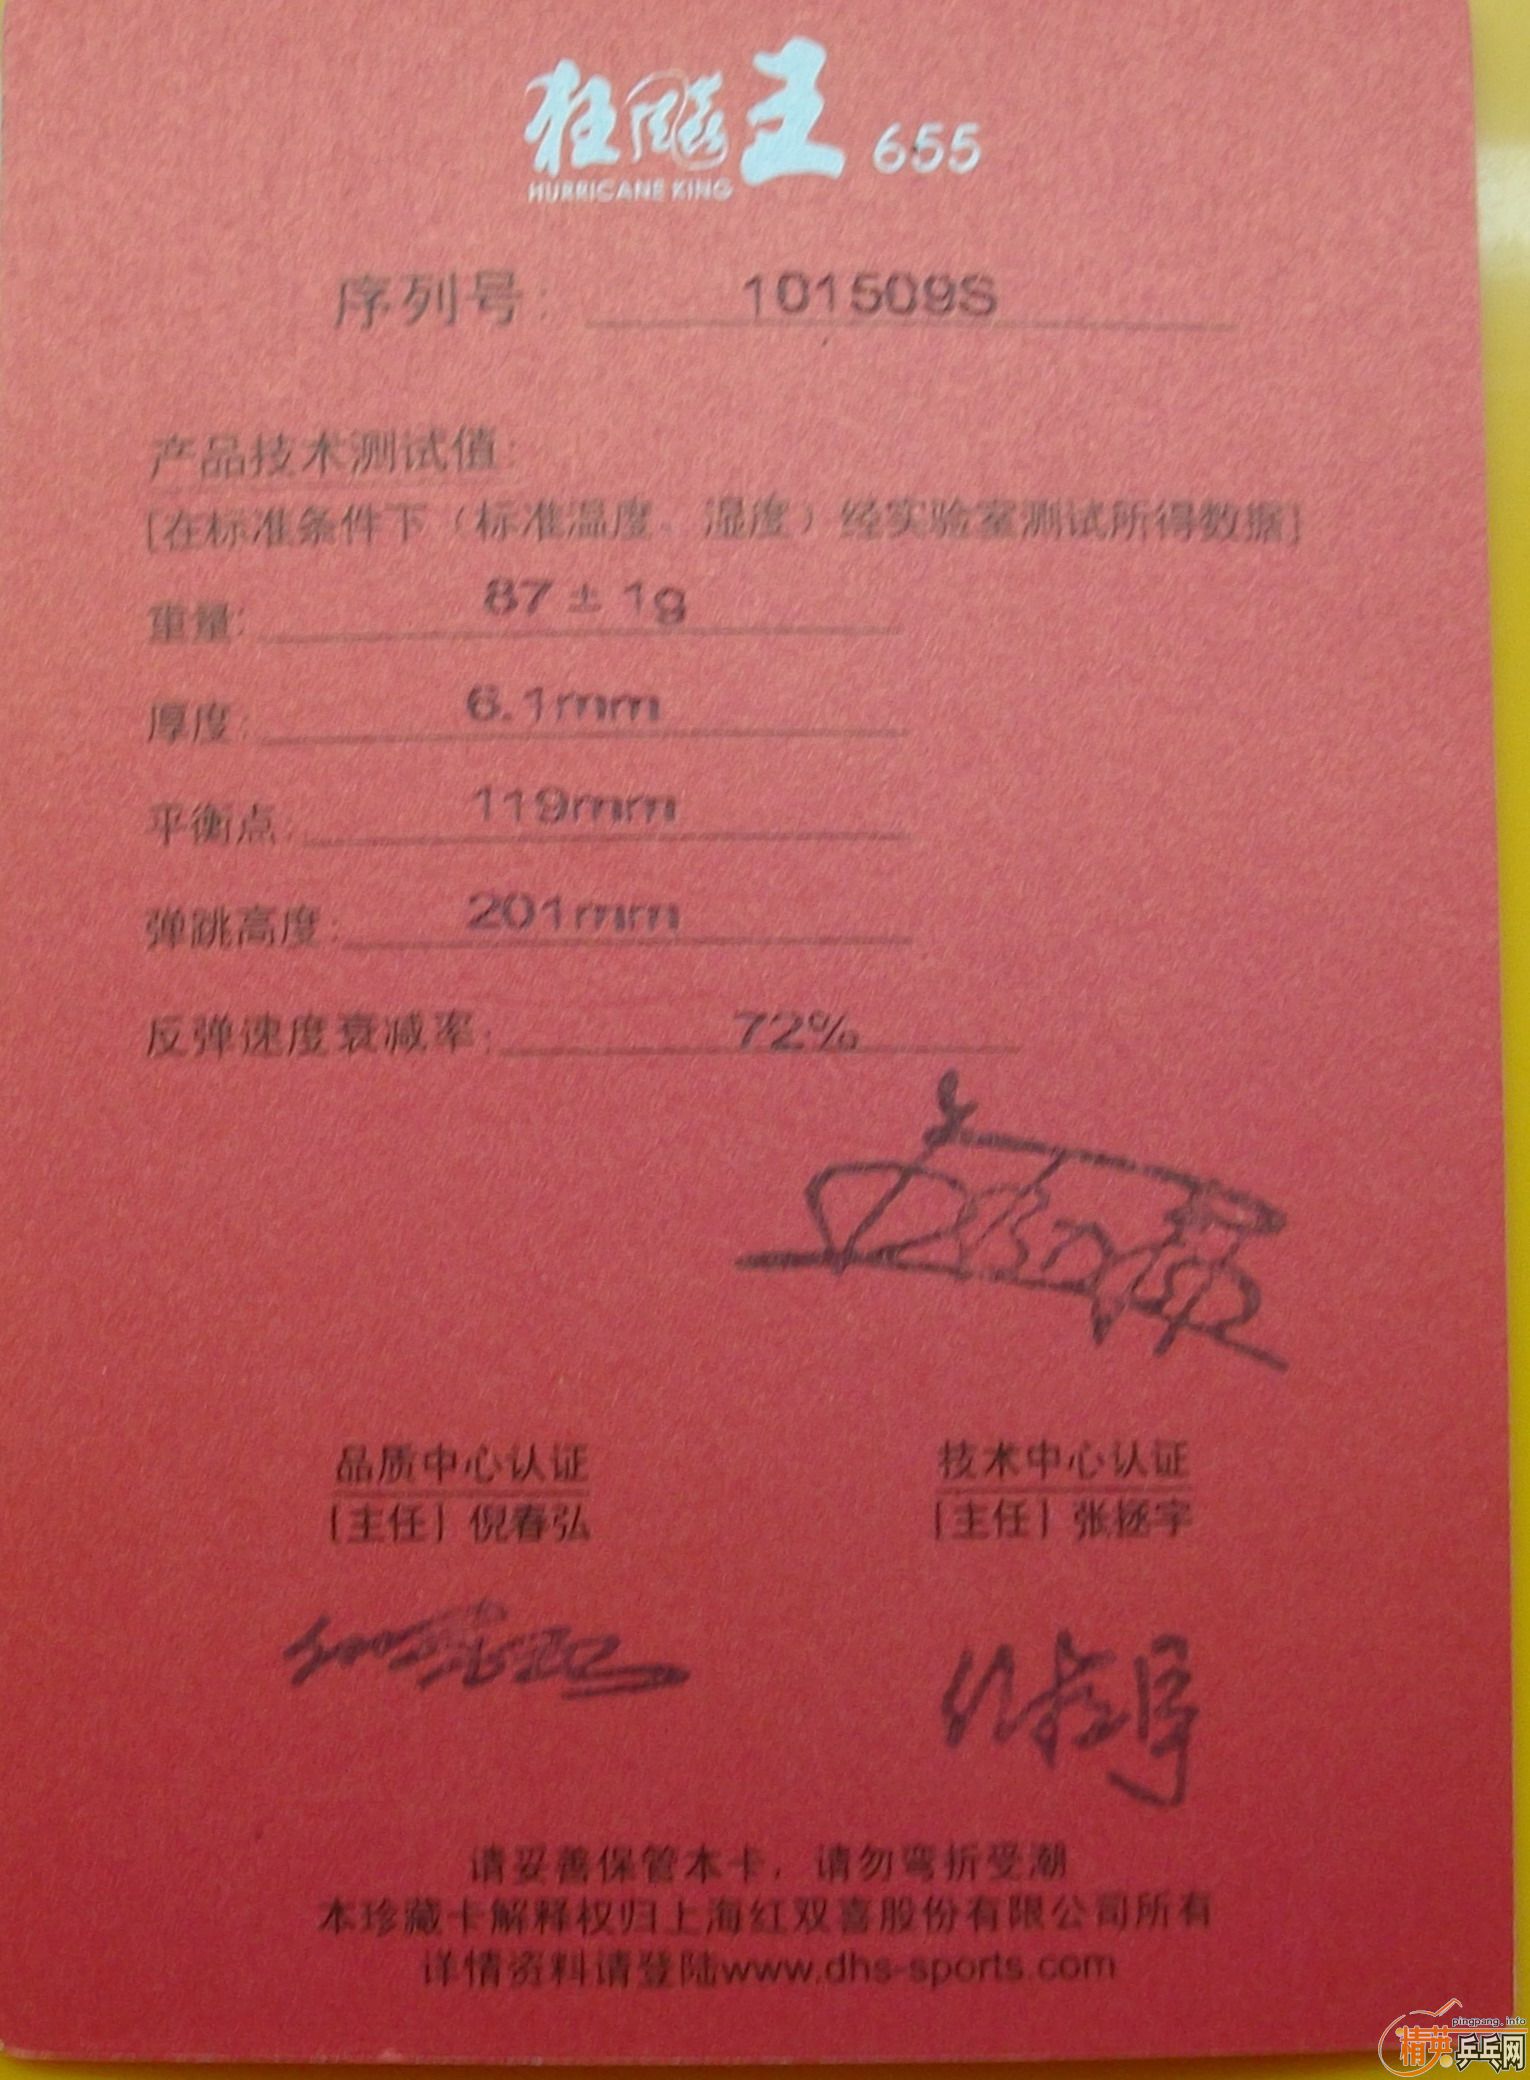 狂飚王 655
HURRICANE KING
序列号: 101509S
产品技术测试值:
[在标准条件下（标准温度、湿度）经实验室测试所得数据]
重量: 87 ± 1g
厚度: 6.1mm
平衡点: 119mm
弹跳高度: 201mm
反弹速度衰减率: 72%
品质中心认证 技术中心认证
[主任] 倪春弘 [主任] 张拯宇
请妥善保管本卡，请勿弯折受潮
本珍藏卡解释权归上海红双喜股份有限公司所有
详情资料请登陆www.dhs-sports.com
pingpang.info
精英乒乓网